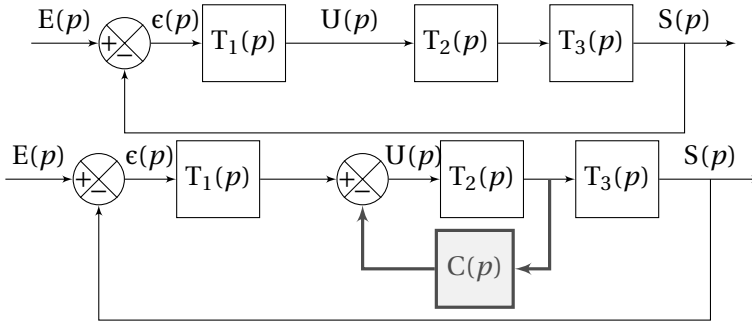 E(p) ϵ(p) U(p) S(p)
+ − T₁(p) T₂(p) T₃(p)
E(p) ϵ(p) U(p) S(p)
+ − T₁(p) + − T₂(p) T₃(p)
C(p)